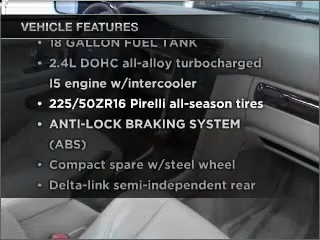 VEHICLE FEATURES
• 18 GALLON FUEL TANK
• 2.4L DOHC all-alloy turbocharged
I5 engine w/intercooler
• 225/50ZR16 Pirelli all-season tires
• ANTI-LOCK BRAKING SYSTEM
(ABS)
• Compact spare w/steel wheel
• Delta-link semi-independent rear